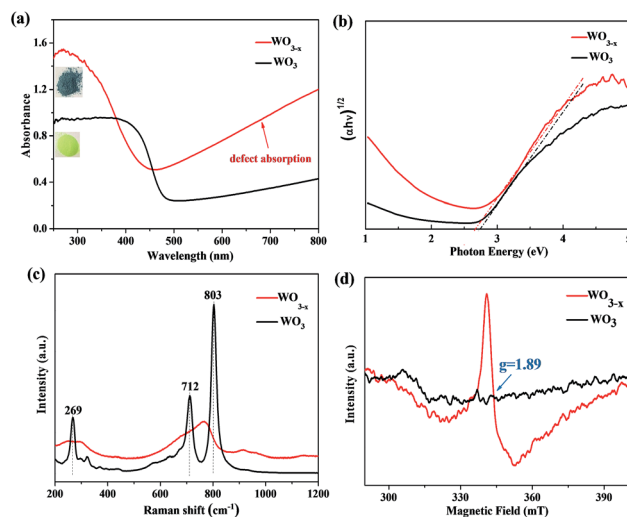 (a)
WO3-x
WO3
1.6
1.2
0.8
0.4
0.0
Absorbance
defect absorption
300 400 500 600 700 800
Wavelength (nm)
(b)
WO3-x
WO3
(αhν)1/2
1 2 3 4 5
Photon Energy (eV)
(c)
803
WO3-x
WO3
712
269
Intensity (a.u.)
200 400 600 800 1000 1200
Raman shift (cm-1)
(d)
WO3-x
WO3
g=1.89
Intensity (a.u.)
300 330 360 390
Magnetic Field (mT)